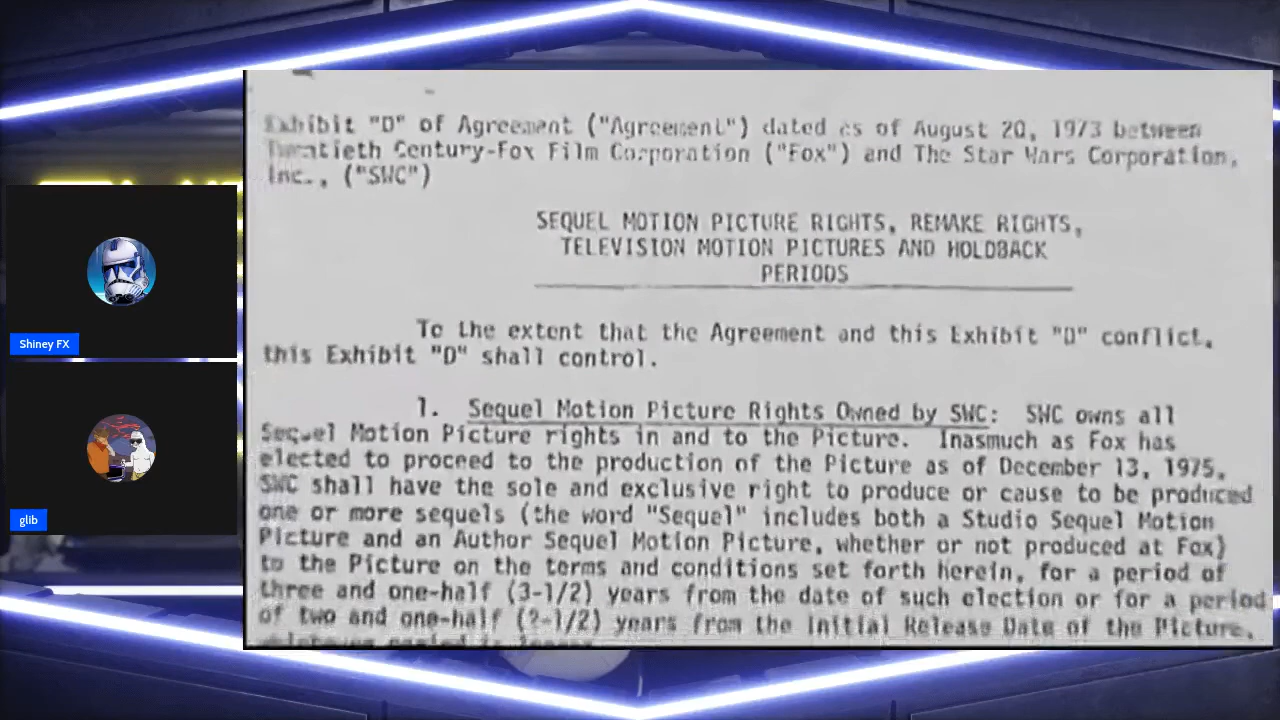 Exhibit "D" of Agreement ("Agreement") dated as of August 20, 1973 between
Twentieth Century-Fox Film Corporation ("Fox") and The Star Wars Corporation,
Inc., ("SWC")
SEQUEL MOTION PICTURE RIGHTS, REMAKE RIGHTS,
TELEVISION MOTION PICTURES AND HOLDBACK
PERIODS
To the extent that the Agreement and this Exhibit "D" conflict,
this Exhibit "D" shall control.
1. Sequel Motion Picture Rights Owned by SWC: SWC owns all
Sequel Motion Picture rights in and to the Picture. Inasmuch as Fox has
elected to proceed to the production of the Picture as of December 13, 1975,
SWC shall have the sole and exclusive right to produce or cause to be produced
one or more sequels (the word "Sequel" includes both a Studio Sequel Motion
Picture and an Author Sequel Motion Picture, whether or not produced at Fox)
to the Picture on the terms and conditions set forth herein, for a period of
three and one-half (3-1/2) years from the date of such election or for a period
of two and one-half (2-1/2) years from the Initial Release Date of the Picture,
Shiney FX
glib